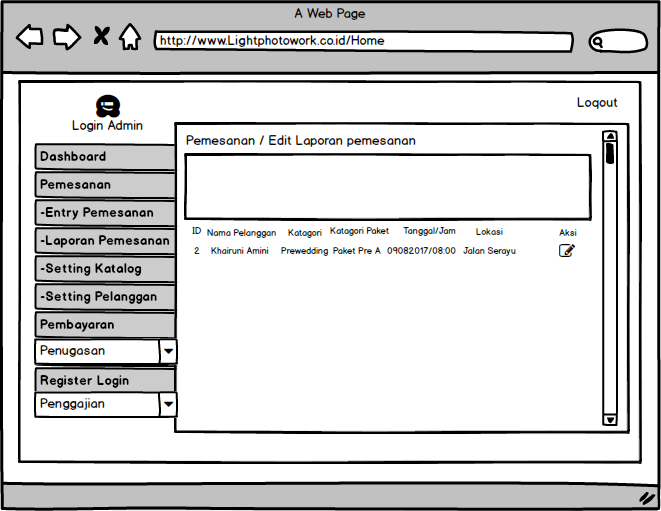 A Web Page
http://www.Lightphotowork.co.id/Home
Loqout
Login Admin
Dashboard
Pemesanan
-Entry Pemesanan
-Laporan Pemesanan
-Setting Katalog
-Setting Pelanggan
Pembayaran
Penugasan
Register Login
Penggajian
Pemesanan / Edit Laporan pemesanan
ID Nama Pelanggan Katagori Katagori Paket Tanggal/Jam Lokasi Aksi
2 Khairuni Amini Prewedding Paket Pre A 09082017/08:00 Jalan Serayu